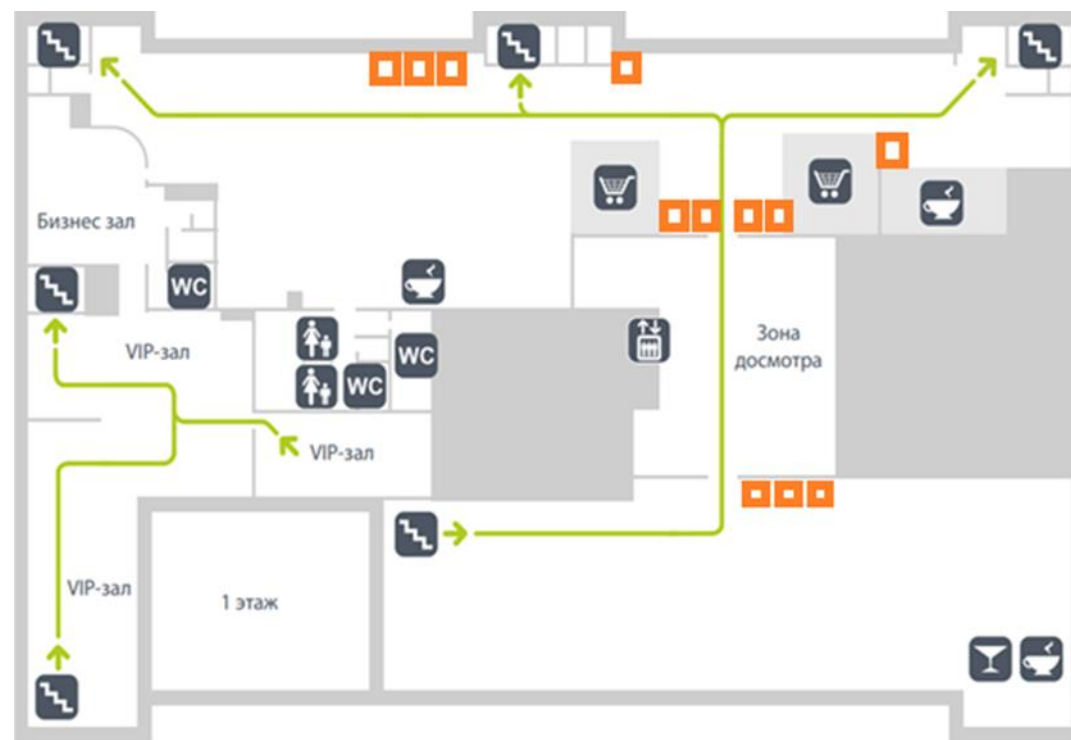 Бизнес зал
WC
VIP-зал
Зона
досмотра
WC
WC
VIP-зал
VIP-зал
1 этаж